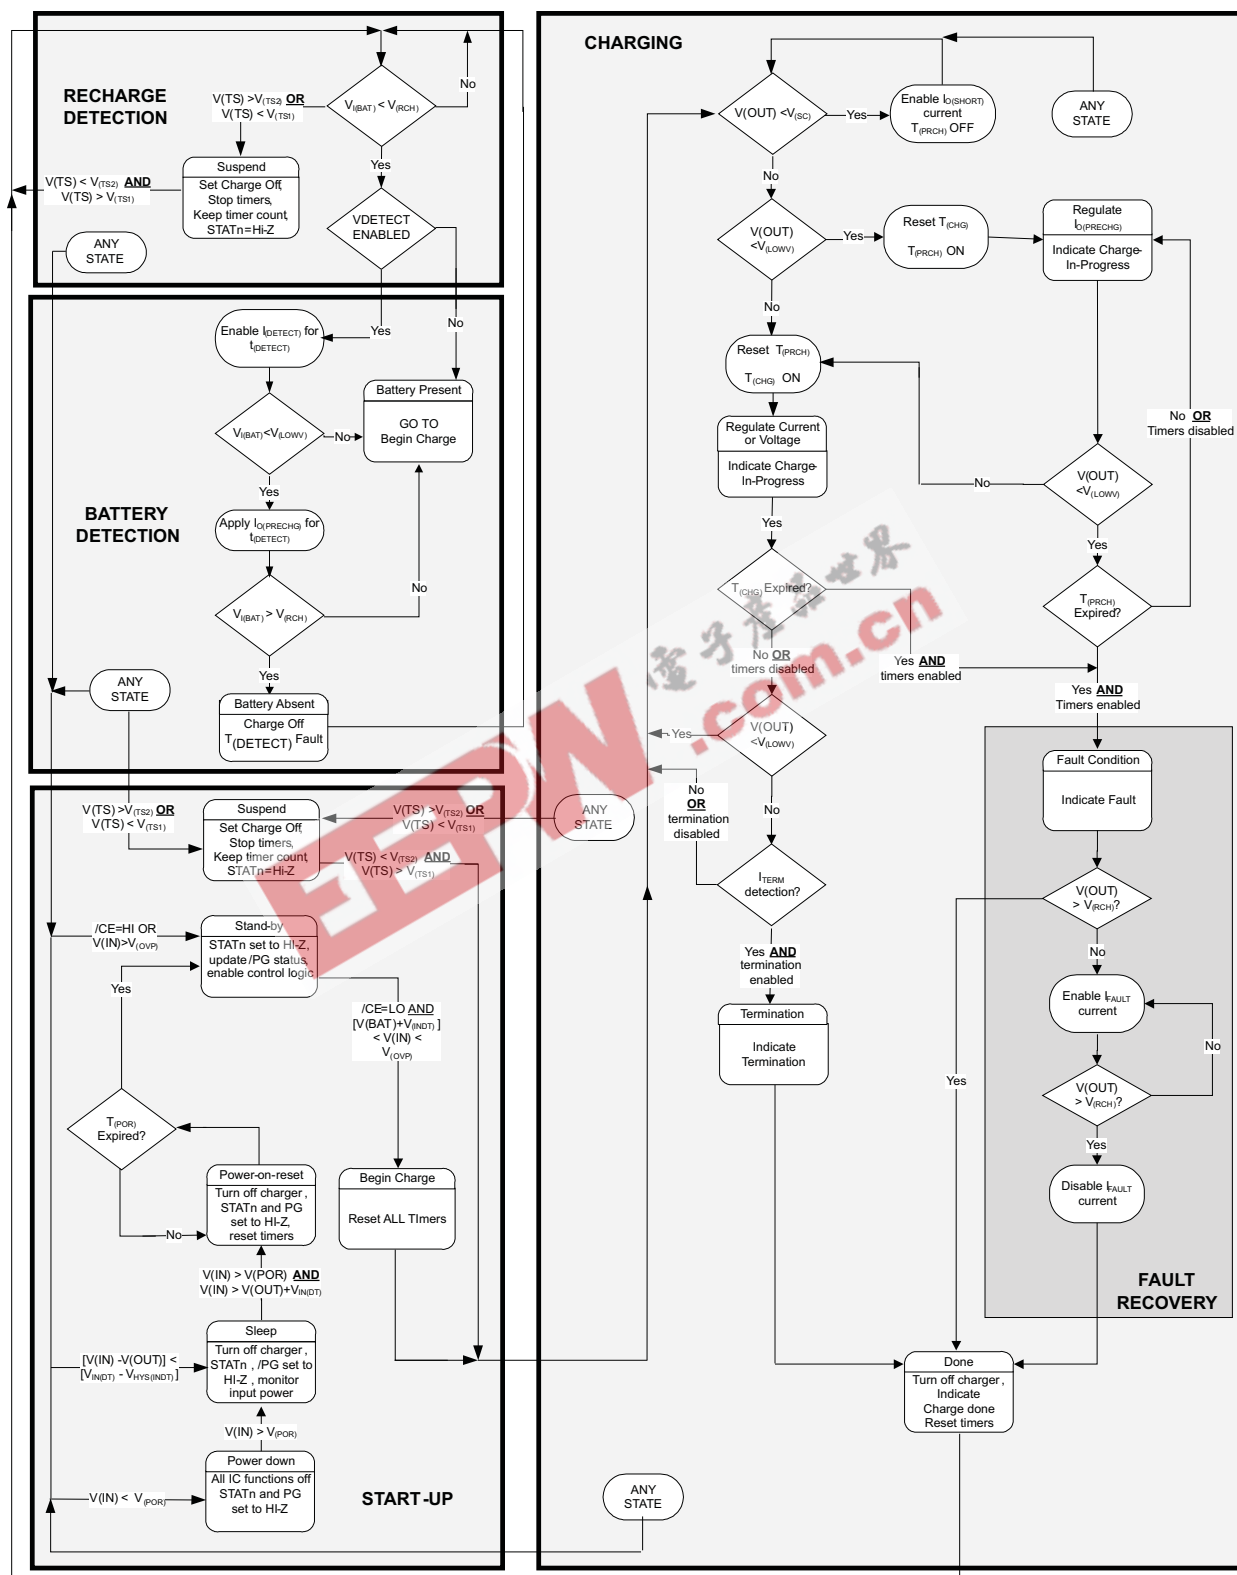 RECHARGE
DETECTION
V(TS) >V(TS2) OR
V(TS) < V(TS1)
VI(BAT) < V(RCH)
No
Yes
Suspend
Set Charge Off,
Stop timers,
Keep timer count,
STATn=Hi-Z
V(TS) < V(TS2) AND
V(TS) > V(TS1)
VDETECT
ENABLED
ANY
STATE
Yes
No
BATTERY
DETECTION
Enable I(DETECT) for
t(DETECT)
Battery Present
GO TO
Begin Charge
VI(BAT)<V(LOWV)
No
Yes
Apply IO(PRECHG) for
t(DETECT)
No
VI(BAT) > V(RCH)
Yes
ANY
STATE
Battery Absent
Charge Off
T(DETECT) Fault
V(TS) >V(TS2) OR
V(TS) < V(TS1)
Suspend
Set Charge Off,
Stop timers,
Keep timer count,
STATn=Hi-Z
V(TS) >V(TS2) OR
V(TS) < V(TS1)
V(TS) < V(TS2) AND
V(TS) > V(TS1)
ANY
STATE
/CE=HI OR
V(IN)>V(OVP)
Stand-by
STATn set to HI-Z,
update /PG status,
enable control logic
Yes
/CE=LO AND
[V(BAT)+V(INDT) ]
< V(IN) <
V(OVP)
T(POR)
Expired?
No
Power-on-reset
Turn off charger ,
STATn and PG
set to HI-Z,
reset timers
Begin Charge
Reset ALL TImers
V(IN) > V(POR) AND
V(IN) > V(OUT)+VIN(DT)
Sleep
Turn off charger ,
STATn , /PG set to
HI-Z , monitor
input power
[V(IN) -V(OUT)] <
[VIN(DT) - VHYS(INDT) ]
V(IN) > V(POR)
Power down
All IC functions off
STATn and PG
set to HI-Z
V(IN) < V(POR)
START-UP
CHARGING
V(OUT) <V(SC)
Yes
Enable IO(SHORT)
current
T(PRCH) OFF
ANY
STATE
No
V(OUT)
<V(LOWV)
Yes
Reset T(CHG)
T(PRCH) ON
Regulate
IO(PRECHG)
Indicate Charge-
In-Progress
No
Reset T(PRCH)
T(CHG) ON
Regulate Current
or Voltage
Indicate Charge-
In-Progress
No OR
Timers disabled
No
V(OUT)
<V(LOWV)
Yes
Yes
T(CHG) Expired?
T(PRCH)
Expired?
No OR
timers disabled
Yes AND
timers enabled
Yes AND
Timers enabled
V(OUT)
<V(LOWV)
Yes
No
No
OR
termination
disabled
ITERM
detection?
Yes AND
termination
enabled
Termination
Indicate
Termination
Fault Condition
Indicate Fault
V(OUT)
> V(RCH)?
No
Enable IFAULT
current
No
Yes
V(OUT)
> V(RCH)?
Yes
Disable IFAULT
current
FAULT
RECOVERY
Done
Turn off charger ,
Indicate
Charge done
Reset timers
ANY
STATE
EEPW.com.cn
電子產品世界